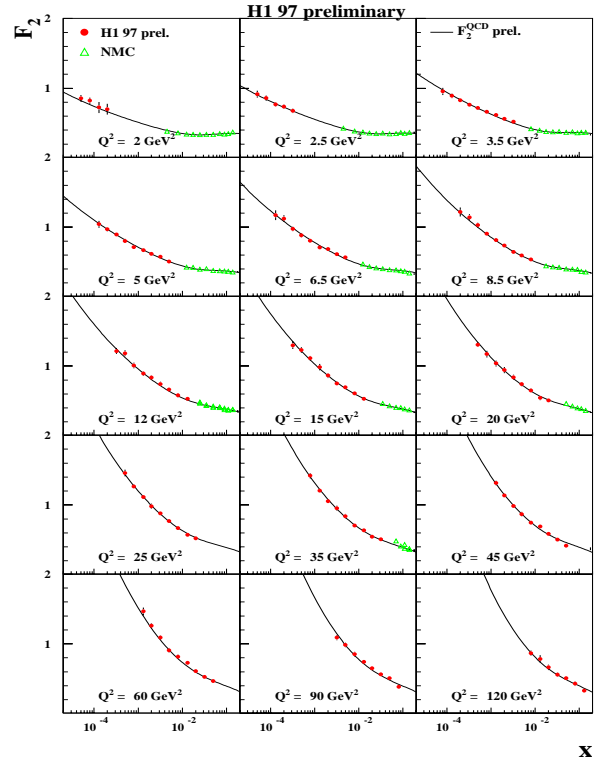 H1 97 preliminary
F₂
2
H1 97 prel.
NMC
F₂^QCD prel.
1
Q² = 2 GeV²
Q² = 2.5 GeV²
Q² = 3.5 GeV²
2
1
Q² = 5 GeV²
Q² = 6.5 GeV²
Q² = 8.5 GeV²
2
1
Q² = 12 GeV²
Q² = 15 GeV²
Q² = 20 GeV²
2
1
Q² = 25 GeV²
Q² = 35 GeV²
Q² = 45 GeV²
2
1
Q² = 60 GeV²
Q² = 90 GeV²
Q² = 120 GeV²
10⁻⁴ 10⁻² 10⁻⁴ 10⁻² 10⁻⁴ 10⁻²
x